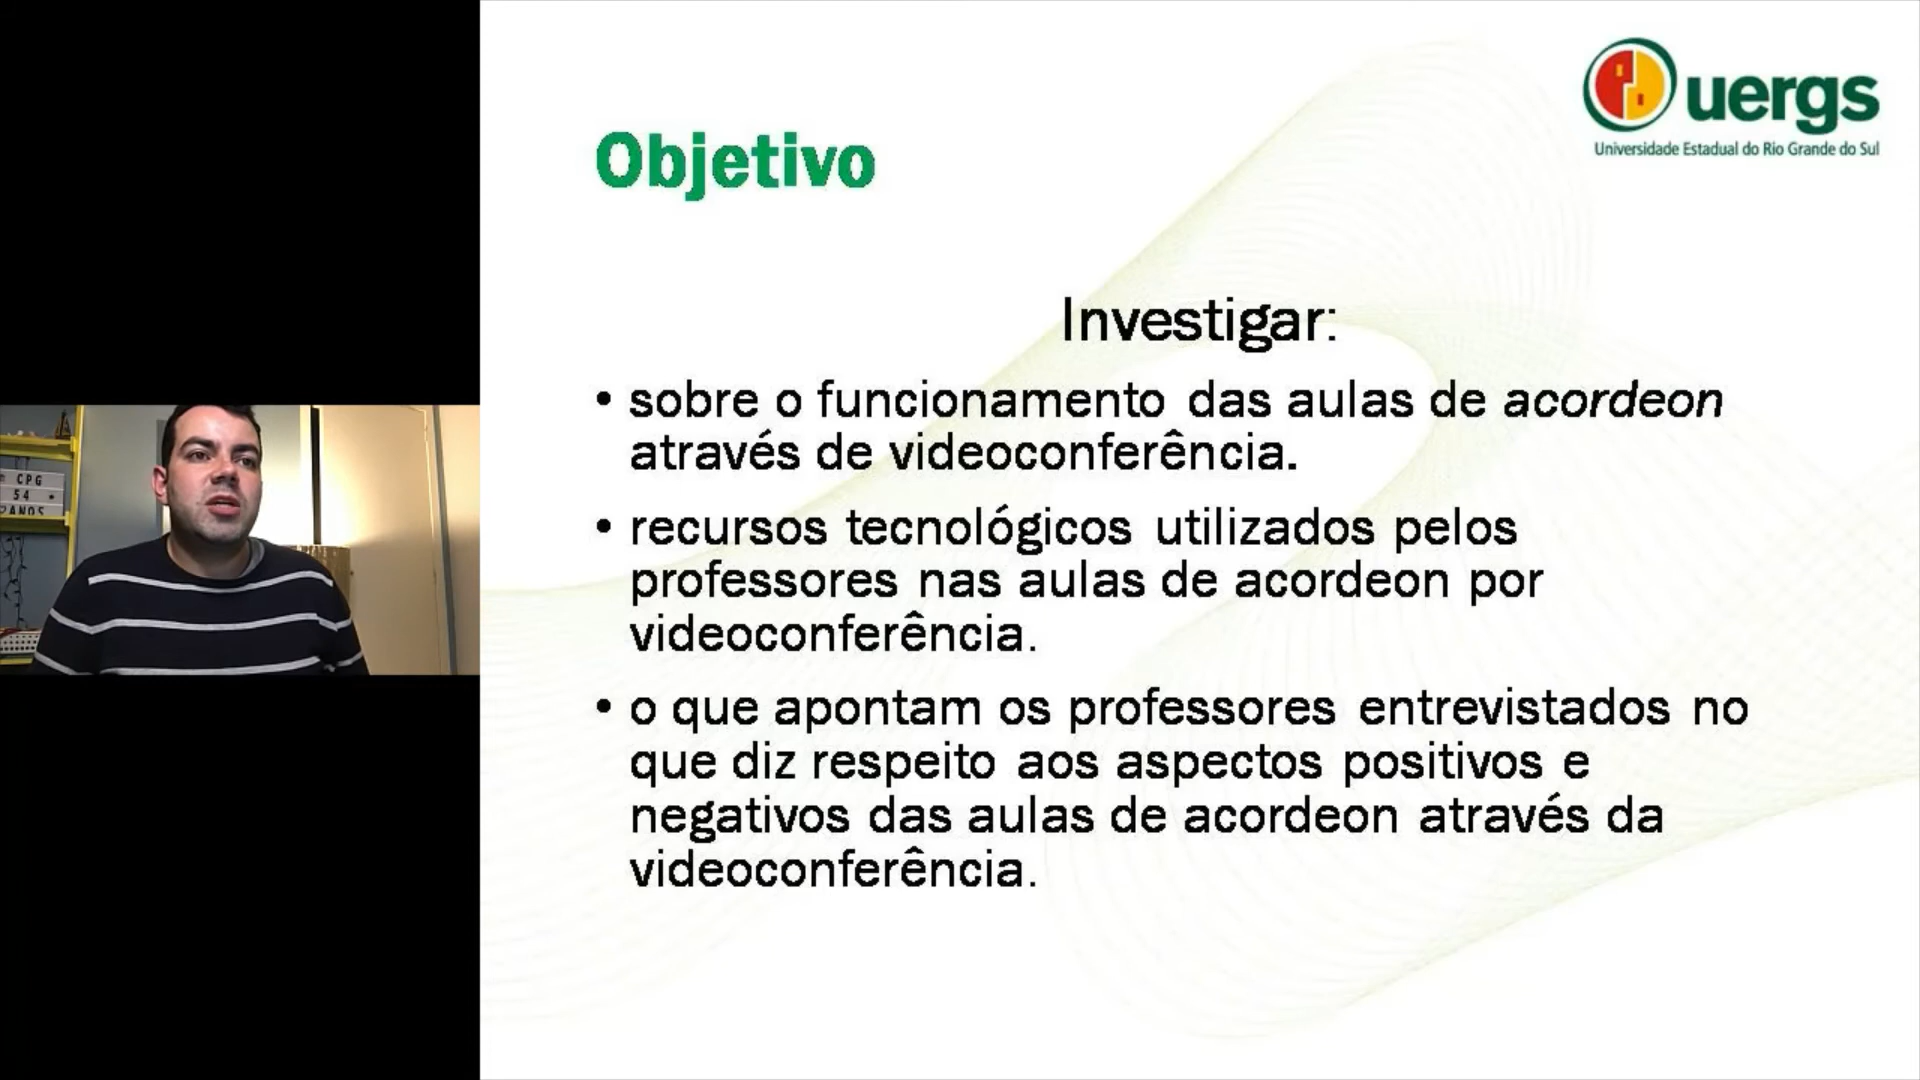 uergs
Universidade Estadual do Rio Grande do Sul
Objetivo
Investigar:
• sobre o funcionamento das aulas de acordeon
através de videoconferência.
• recursos tecnológicos utilizados pelos
professores nas aulas de acordeon por
videoconferência.
• o que apontam os professores entrevistados no
que diz respeito aos aspectos positivos e
negativos das aulas de acordeon através da
videoconferência.
CPG
54
ANOS